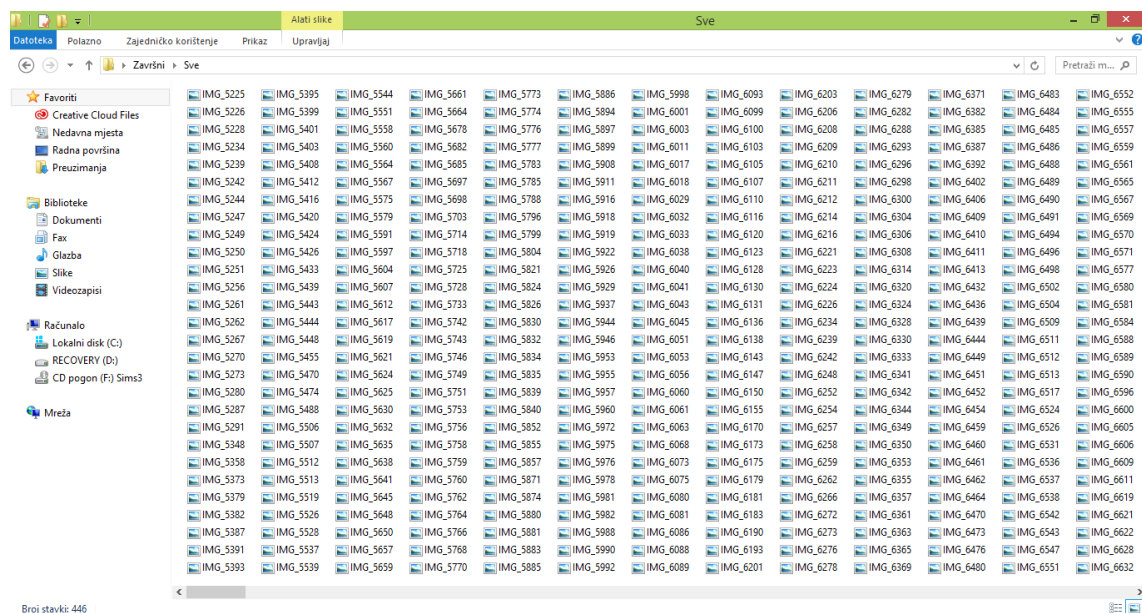 Alati slike Sve
Datoteka Polazno Zajedničko korištenje Prikaz Upravljaj
Završni Sve Pretraži m...
Favoriti
Creative Cloud Files
Nedavna mjesta
Radna površina
Preuzimanja
Biblioteke
Dokumenti
Fax
Glazba
Slike
Videozapisi
Računalo
Lokalni disk (C:)
RECOVERY (D:)
CD pogon (F:) Sims3
Mreža
IMG_5225 IMG_5395 IMG_5544 IMG_5661 IMG_5773 IMG_5886 IMG_5998 IMG_6093 IMG_6203 IMG_6279 IMG_6371 IMG_6483 IMG_6552
IMG_5226 IMG_5399 IMG_5551 IMG_5664 IMG_5774 IMG_5894 IMG_6001 IMG_6099 IMG_6206 IMG_6282 IMG_6382 IMG_6484 IMG_6555
IMG_5228 IMG_5401 IMG_5558 IMG_5678 IMG_5776 IMG_5897 IMG_6003 IMG_6100 IMG_6208 IMG_6288 IMG_6385 IMG_6485 IMG_6557
IMG_5234 IMG_5403 IMG_5560 IMG_5682 IMG_5777 IMG_5899 IMG_6011 IMG_6103 IMG_6209 IMG_6293 IMG_6387 IMG_6486 IMG_6559
IMG_5239 IMG_5408 IMG_5564 IMG_5685 IMG_5783 IMG_5908 IMG_6017 IMG_6105 IMG_6210 IMG_6296 IMG_6392 IMG_6488 IMG_6561
IMG_5242 IMG_5412 IMG_5567 IMG_5697 IMG_5785 IMG_5911 IMG_6018 IMG_6107 IMG_6211 IMG_6298 IMG_6402 IMG_6489 IMG_6565
IMG_5244 IMG_5416 IMG_5575 IMG_5698 IMG_5788 IMG_5916 IMG_6029 IMG_6110 IMG_6212 IMG_6300 IMG_6406 IMG_6490 IMG_6567
IMG_5247 IMG_5420 IMG_5579 IMG_5703 IMG_5796 IMG_5918 IMG_6032 IMG_6116 IMG_6214 IMG_6304 IMG_6409 IMG_6491 IMG_6569
IMG_5249 IMG_5424 IMG_5591 IMG_5714 IMG_5799 IMG_5919 IMG_6033 IMG_6120 IMG_6216 IMG_6306 IMG_6410 IMG_6494 IMG_6570
IMG_5250 IMG_5426 IMG_5597 IMG_5718 IMG_5804 IMG_5922 IMG_6038 IMG_6123 IMG_6221 IMG_6308 IMG_6411 IMG_6496 IMG_6571
IMG_5251 IMG_5433 IMG_5604 IMG_5725 IMG_5821 IMG_5926 IMG_6040 IMG_6128 IMG_6223 IMG_6314 IMG_6413 IMG_6498 IMG_6577
IMG_5256 IMG_5439 IMG_5607 IMG_5728 IMG_5824 IMG_5929 IMG_6041 IMG_6130 IMG_6224 IMG_6320 IMG_6432 IMG_6502 IMG_6580
IMG_5261 IMG_5443 IMG_5612 IMG_5733 IMG_5826 IMG_5937 IMG_6043 IMG_6131 IMG_6226 IMG_6324 IMG_6436 IMG_6504 IMG_6581
IMG_5262 IMG_5444 IMG_5617 IMG_5742 IMG_5830 IMG_5944 IMG_6045 IMG_6136 IMG_6234 IMG_6328 IMG_6439 IMG_6509 IMG_6584
IMG_5267 IMG_5448 IMG_5619 IMG_5743 IMG_5832 IMG_5946 IMG_6051 IMG_6138 IMG_6239 IMG_6330 IMG_6444 IMG_6511 IMG_6588
IMG_5270 IMG_5455 IMG_5621 IMG_5746 IMG_5834 IMG_5953 IMG_6053 IMG_6143 IMG_6242 IMG_6333 IMG_6449 IMG_6512 IMG_6589
IMG_5273 IMG_5470 IMG_5624 IMG_5749 IMG_5835 IMG_5955 IMG_6056 IMG_6147 IMG_6248 IMG_6341 IMG_6451 IMG_6513 IMG_6590
IMG_5280 IMG_5474 IMG_5625 IMG_5751 IMG_5839 IMG_5957 IMG_6060 IMG_6150 IMG_6252 IMG_6342 IMG_6452 IMG_6517 IMG_6596
IMG_5287 IMG_5488 IMG_5630 IMG_5753 IMG_5840 IMG_5960 IMG_6061 IMG_6155 IMG_6254 IMG_6344 IMG_6454 IMG_6524 IMG_6600
IMG_5291 IMG_5506 IMG_5632 IMG_5756 IMG_5852 IMG_5972 IMG_6063 IMG_6170 IMG_6257 IMG_6349 IMG_6459 IMG_6526 IMG_6605
IMG_5348 IMG_5507 IMG_5635 IMG_5758 IMG_5855 IMG_5975 IMG_6068 IMG_6173 IMG_6258 IMG_6350 IMG_6460 IMG_6531 IMG_6606
IMG_5358 IMG_5512 IMG_5638 IMG_5759 IMG_5857 IMG_5976 IMG_6073 IMG_6175 IMG_6259 IMG_6353 IMG_6461 IMG_6536 IMG_6609
IMG_5373 IMG_5513 IMG_5641 IMG_5760 IMG_5871 IMG_5978 IMG_6075 IMG_6179 IMG_6262 IMG_6355 IMG_6462 IMG_6537 IMG_6611
IMG_5379 IMG_5519 IMG_5645 IMG_5762 IMG_5874 IMG_5981 IMG_6080 IMG_6181 IMG_6266 IMG_6357 IMG_6464 IMG_6538 IMG_6619
IMG_5382 IMG_5526 IMG_5648 IMG_5764 IMG_5880 IMG_5982 IMG_6081 IMG_6183 IMG_6272 IMG_6361 IMG_6470 IMG_6542 IMG_6621
IMG_5387 IMG_5528 IMG_5650 IMG_5766 IMG_5881 IMG_5988 IMG_6086 IMG_6190 IMG_6273 IMG_6363 IMG_6473 IMG_6543 IMG_6622
IMG_5391 IMG_5537 IMG_5657 IMG_5768 IMG_5883 IMG_5990 IMG_6088 IMG_6193 IMG_6276 IMG_6365 IMG_6476 IMG_6547 IMG_6628
IMG_5393 IMG_5539 IMG_5659 IMG_5770 IMG_5885 IMG_5992 IMG_6089 IMG_6201 IMG_6278 IMG_6369 IMG_6480 IMG_6551 IMG_6632
Broj stavki: 446